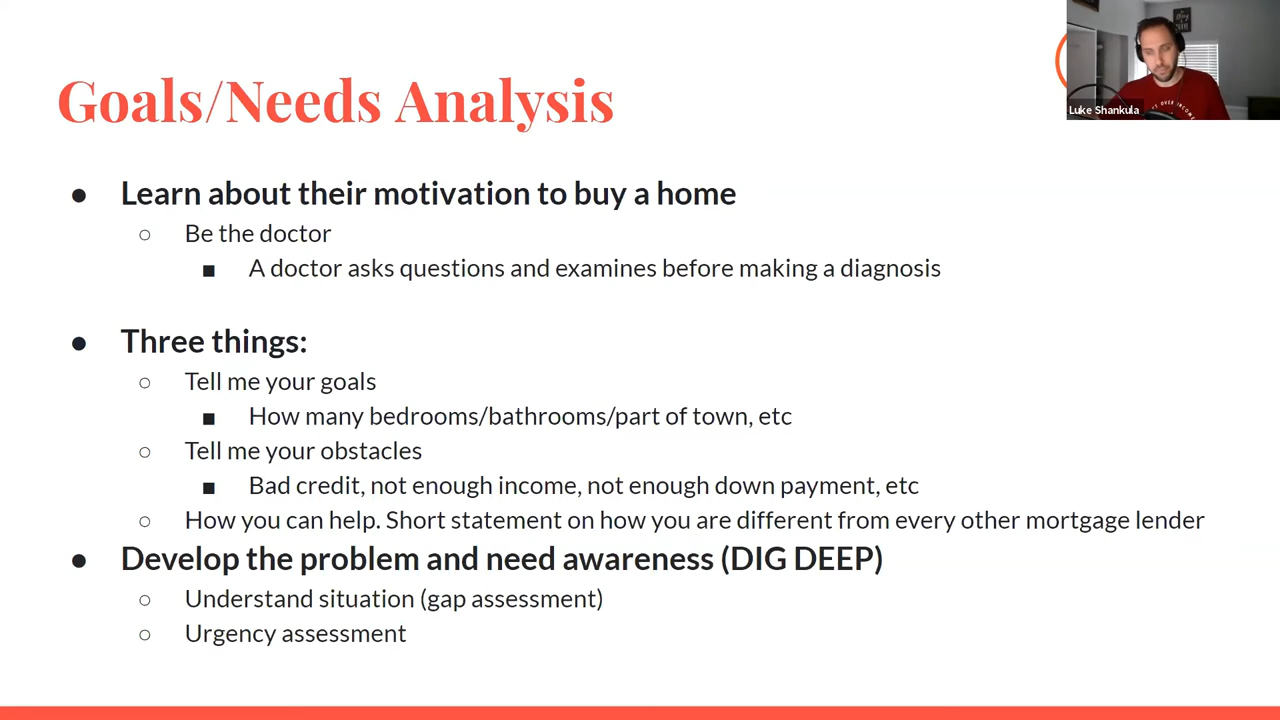 Goals/Needs Analysis
Luke Shankula
OVER INCOME
● Learn about their motivation to buy a home
○ Be the doctor
■ A doctor asks questions and examines before making a diagnosis
● Three things:
○ Tell me your goals
■ How many bedrooms/bathrooms/part of town, etc
○ Tell me your obstacles
■ Bad credit, not enough income, not enough down payment, etc
○ How you can help. Short statement on how you are different from every other mortgage lender
● Develop the problem and need awareness (DIG DEEP)
○ Understand situation (gap assessment)
○ Urgency assessment